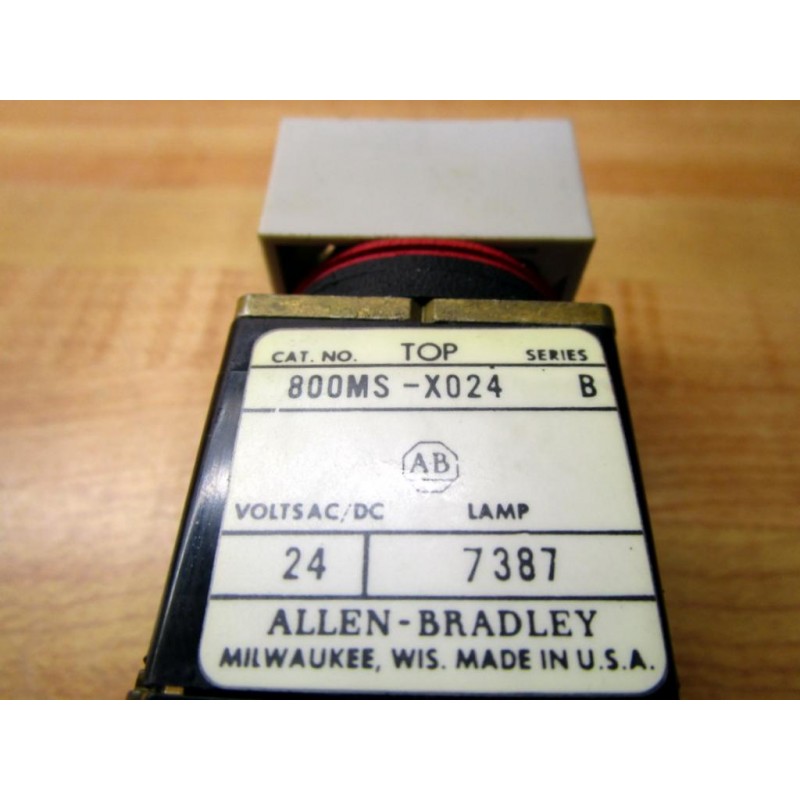 CAT. NO. TOP SERIES
800MS-X024 B
AB
VOLTS AC/DC LAMP
24 7387
ALLEN-BRADLEY
MILWAUKEE, WIS. MADE IN U.S.A.